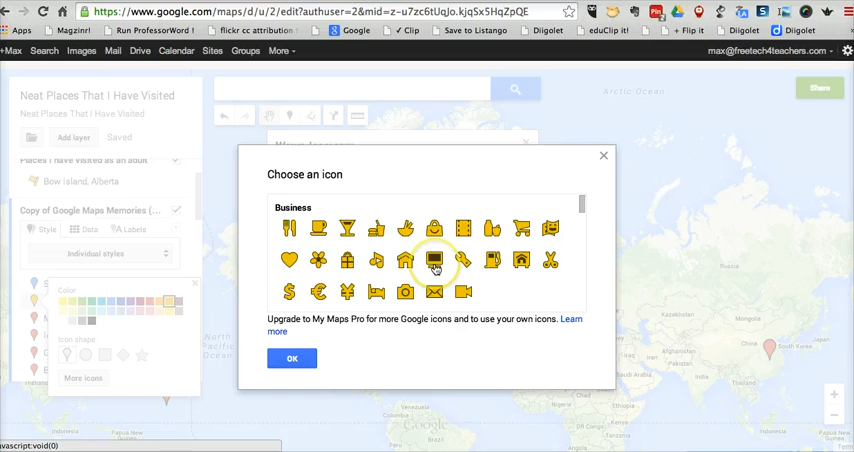 https://www.google.com/maps/d/u/2/edit?authuser=2&mid=z-u7zc6tUqJo.kjqSx5HqZpQE
Apps Magzinr! Run ProfessorWord ! flickr cc attribution Clip Save to Listango Diigolet eduClip it! + Flip it Diigolet Diigolet
+Max Search Images Mail Drive Calendar Sites Groups More max@freetech4teachers.com
Neat Places That I Have Visited
Arctic Ocean
Share
Neat Places That I Have Visited
Add layer Saved
Places I have visited as an adult
Bow island, Alberta
Copy of Google Maps Memories (...
Style Data Labels
Individual styles
Color
Icon shape
More icons
Choose an icon
Business
Upgrade to My Maps Pro for more Google icons and to use your own icons. Learn
more
OK
North
Pacific
Ocean
Google
javascript:void(0)